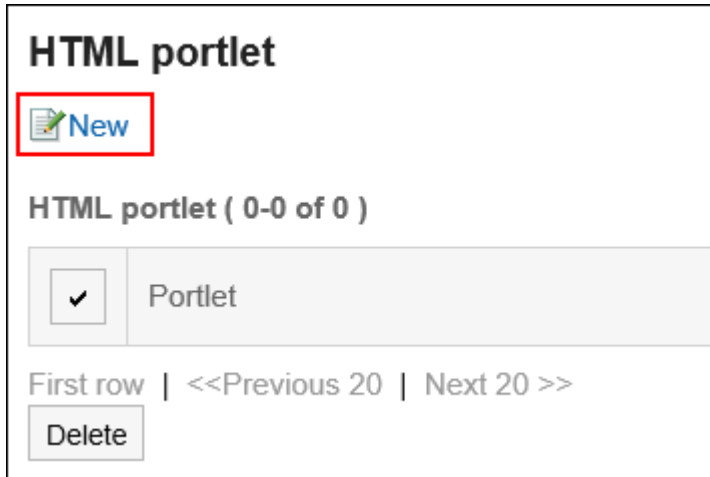 HTML portlet
New
HTML portlet ( 0-0 of 0 )
Portlet
First row | <<Previous 20 | Next 20 >>
Delete